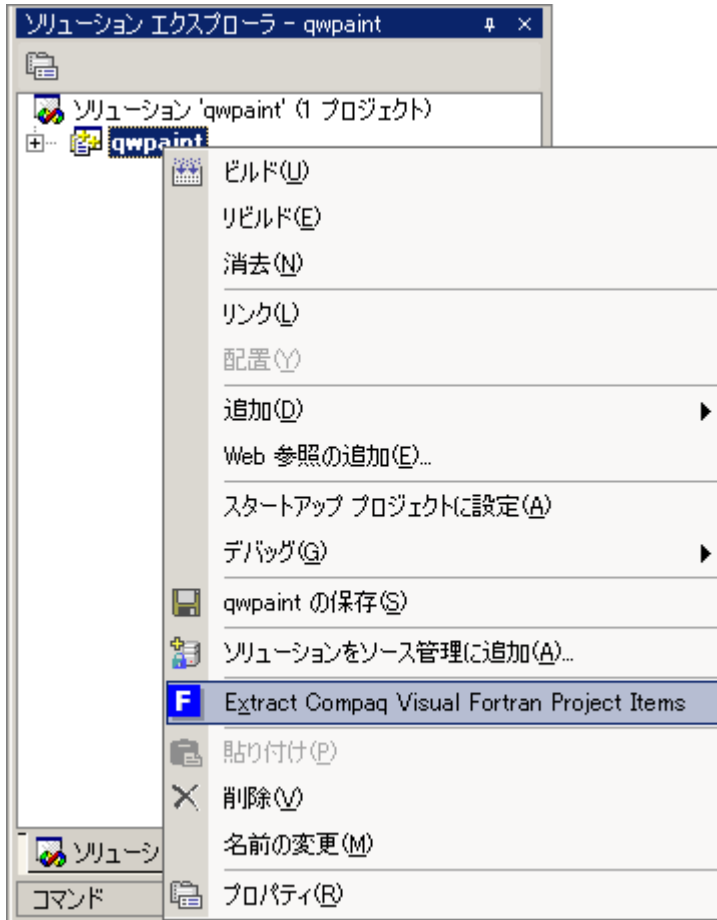 ソリューション エクスプローラ - qwpaint
ソリューション 'qwpaint' (1 プロジェクト)
qwpaint
ビルド(U)
リビルド(E)
消去(N)
リンク(L)
配置(Y)
追加(D)
Web 参照の追加(E)...
スタートアップ プロジェクトに設定(A)
デバッグ(G)
qwpaint の保存(S)
ソリューションをソース管理に追加(A)...
F Extract Compaq Visual Fortran Project Items
貼り付け(P)
削除(V)
名前の変更(M)
プロパティ(R)
ソリューシ
コマンド